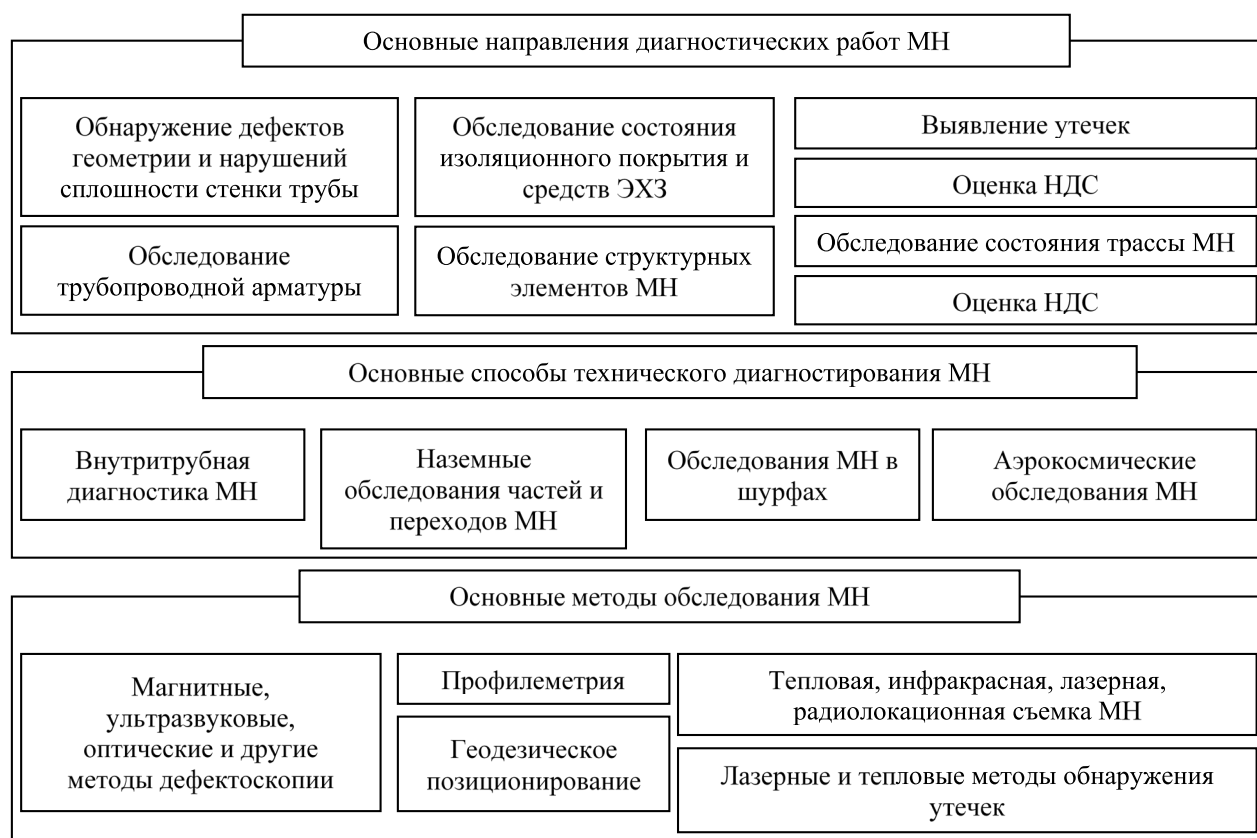 Основные направления диагностических работ МН
Обнаружение дефектов
геометрии и нарушений
сплошности стенки трубы
Обследование состояния
изоляционного покрытия и
средств ЭХЗ
Выявление утечек
Оценка НДС
Обследование
трубопроводной арматуры
Обследование структурных
элементов МН
Обследование состояния трассы МН
Оценка НДС
Основные способы технического диагностирования МН
Внутритрубная
диагностика МН
Наземные
обследования частей и
переходов МН
Обследования МН в
шурфах
Аэрокосмические
обследования МН
Основные методы обследования МН
Магнитные,
ультразвуковые,
оптические и другие
методы дефектоскопии
Профилеметрия
Геодезическое
позиционирование
Тепловая, инфракрасная, лазерная,
радиолокационная съемка МН
Лазерные и тепловые методы обнаружения
утечек